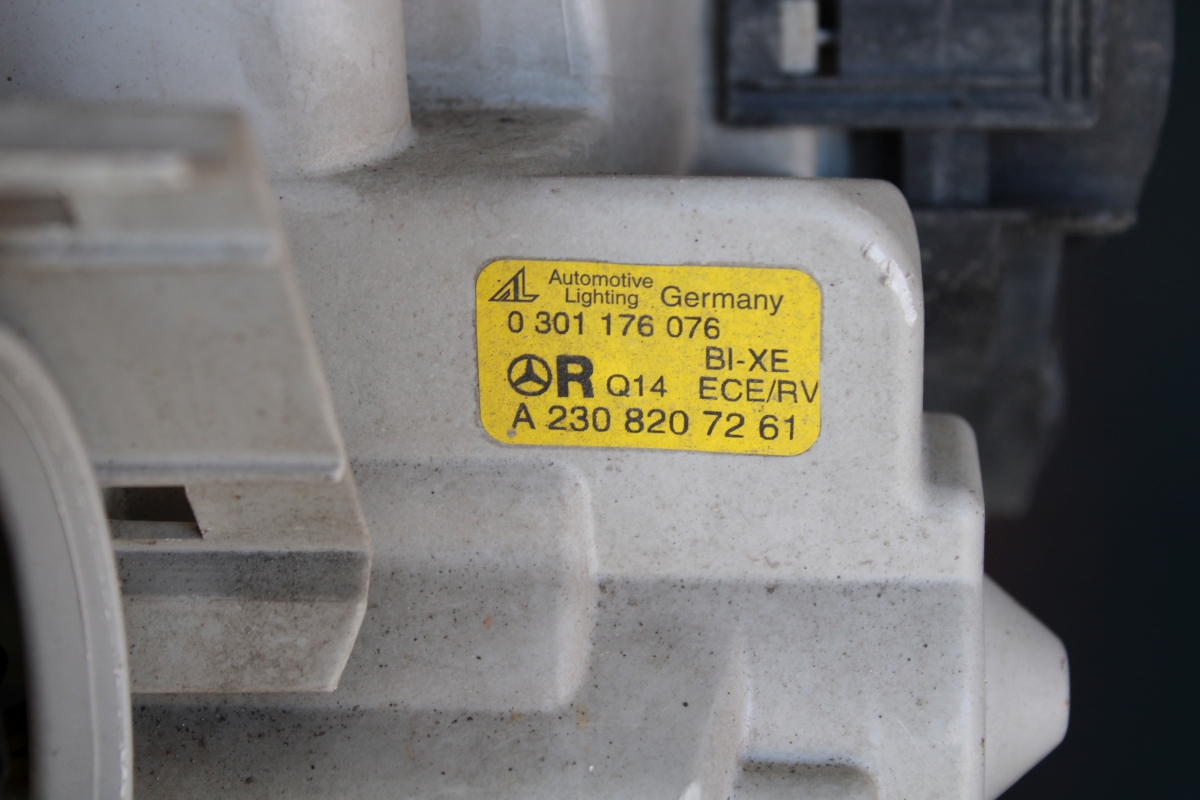 Automotive
Lighting Germany
0 301 176 076
BI-XE
R Q14 ECE/RV
A 230 820 72 61